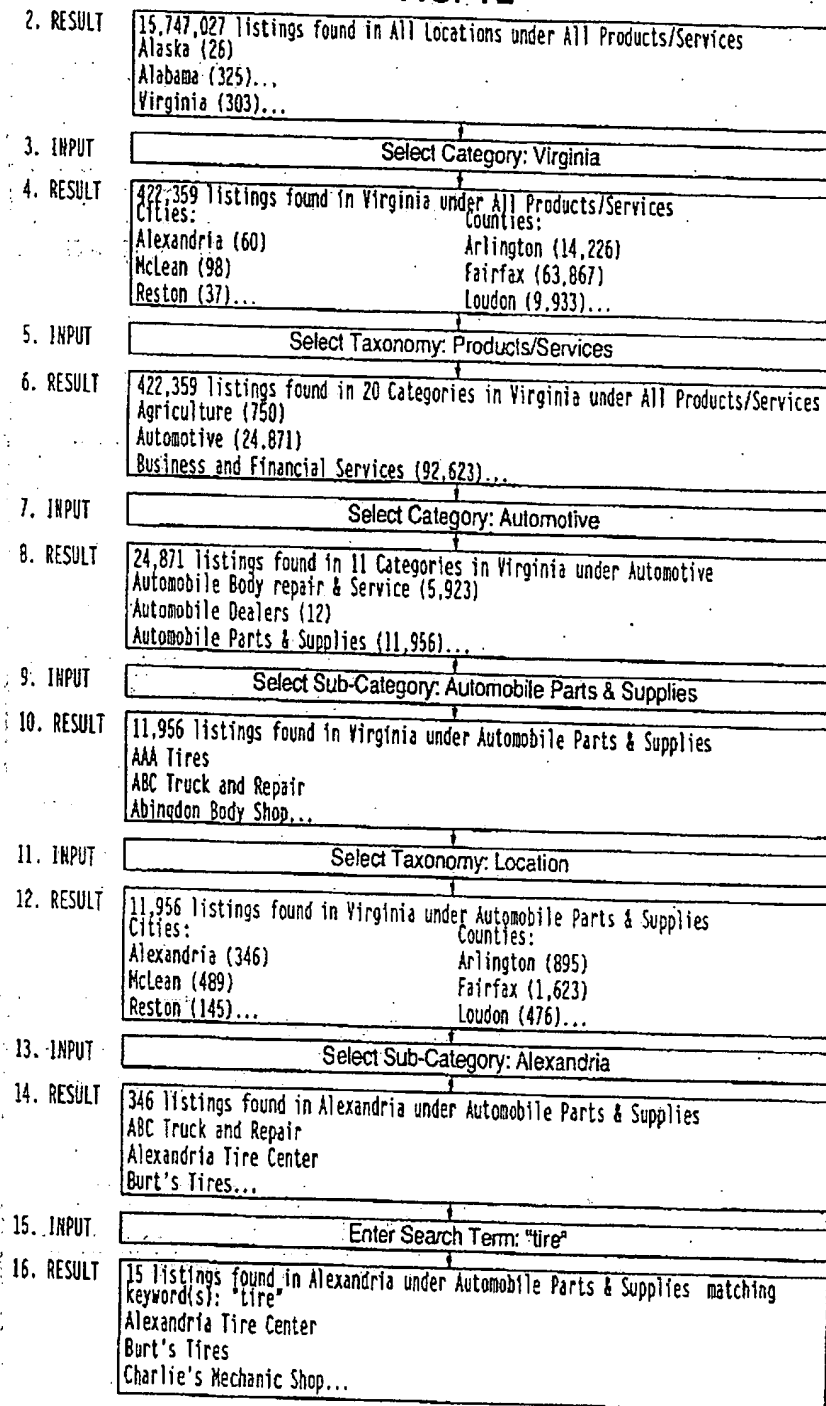 2. RESULT
15,747,027 listings found in All Locations under All Products/Services
Alaska (26)
Alabama (325)...
Virginia (303)...
3. INPUT
Select Category: Virginia
4. RESULT
422,359 listings found in Virginia under All Products/Services
Cities: Counties:
Alexandria (60) Arlington (14,226)
McLean (98) Fairfax (63,867)
Reston (37)... Loudon (9,933)...
5. INPUT
Select Taxonomy: Products/Services
6. RESULT
422,359 listings found in 20 Categories in Virginia under All Products/Services
Agriculture (750)
Automotive (24,871)
Business and Financial Services (92,623)...
7. INPUT
Select Category: Automotive
8. RESULT
24,871 listings found in 11 Categories in Virginia under Automotive
Automobile Body repair & Service (5,923)
Automobile Dealers (12)
Automobile Parts & Supplies (11,956)...
9. INPUT
Select Sub-Category: Automobile Parts & Supplies
10. RESULT
11,956 listings found in Virginia under Automobile Parts & Supplies
AAA Tires
ABC Truck and Repair
Abingdon Body Shop...
11. INPUT
Select Taxonomy: Location
12. RESULT
11,956 listings found in Virginia under Automobile Parts & Supplies
Cities: Counties:
Alexandria (346) Arlington (895)
McLean (489) Fairfax (1,623)
Reston (145)... Loudon (476)...
13. INPUT
Select Sub-Category: Alexandria
14. RESULT
346 listings found in Alexandria under Automobile Parts & Supplies
ABC Truck and Repair
Alexandria Tire Center
Burt's Tires...
15. INPUT
Enter Search Term: "tire"
16. RESULT
15 listings found in Alexandria under Automobile Parts & Supplies matching
keyword(s): "tire"
Alexandria Tire Center
Burt's Tires
Charlie's Mechanic Shop...